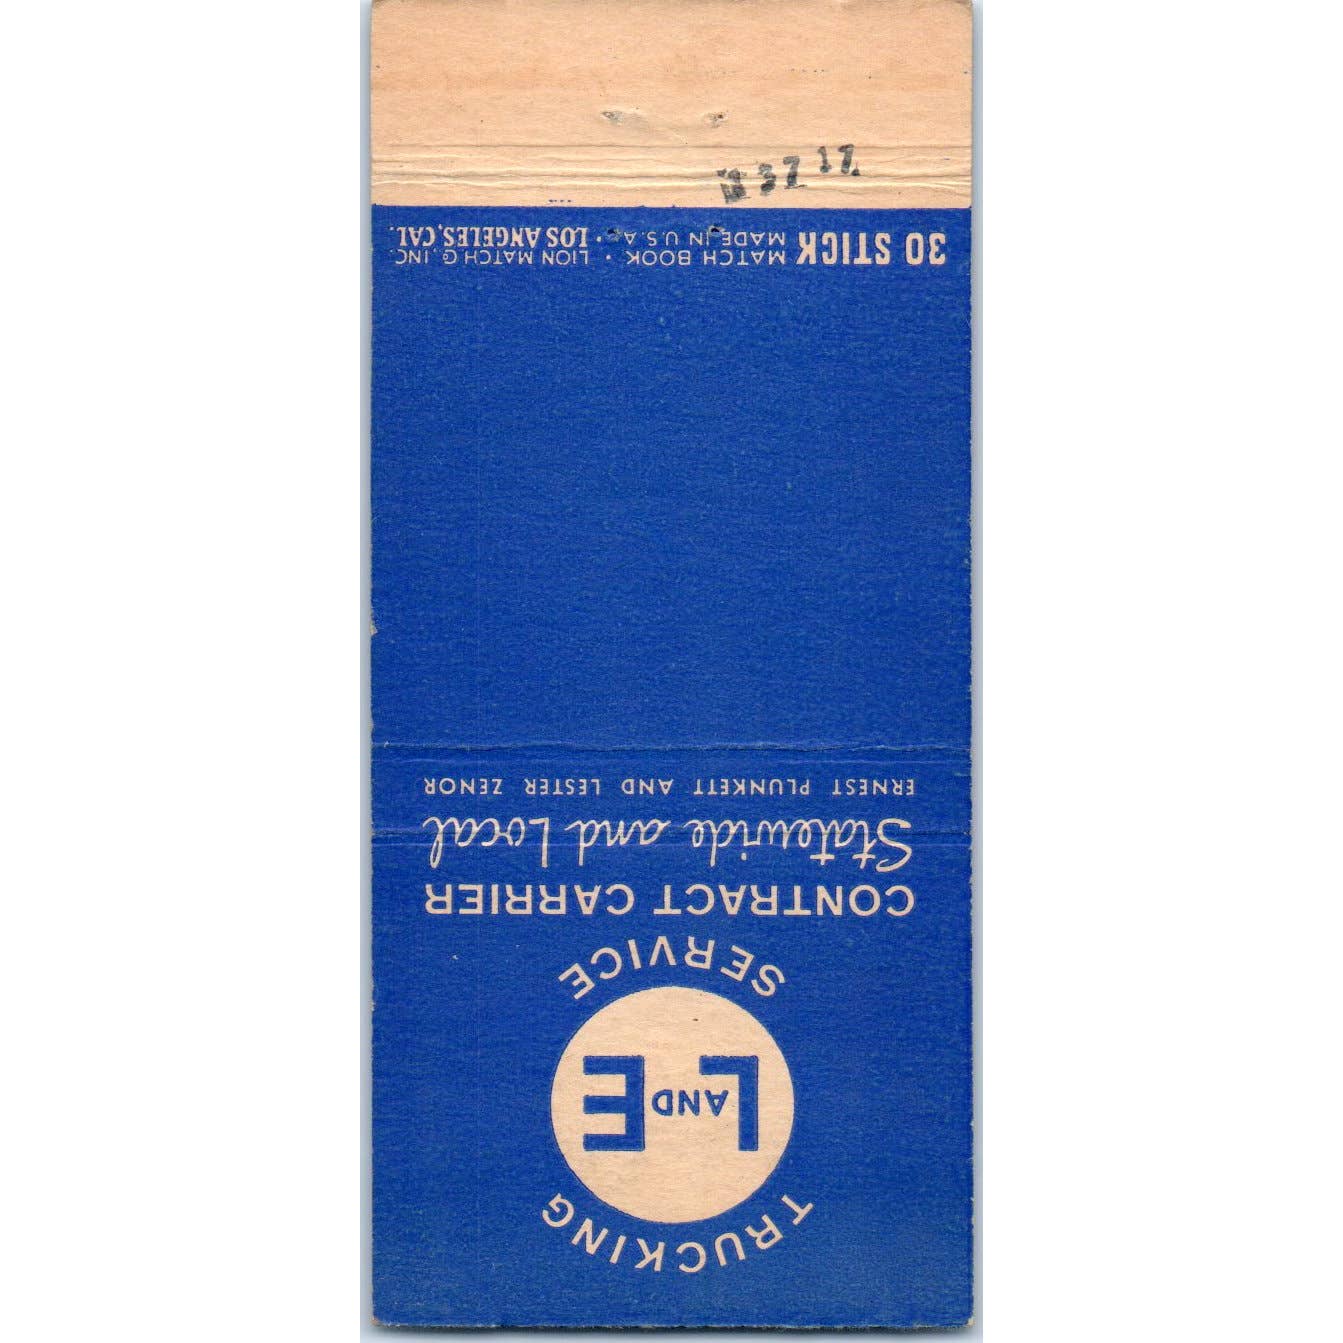 TRUCKING
L AND E
SERVICE
CONTRACT CARRIER
Statewide and Local
ERNEST PLUNKETT AND LESTER ZENOR
30 STICK MATCH BOOK • LION MATCH CO, INC.
MADE IN U.S.A. • LOS ANGELES, CAL.